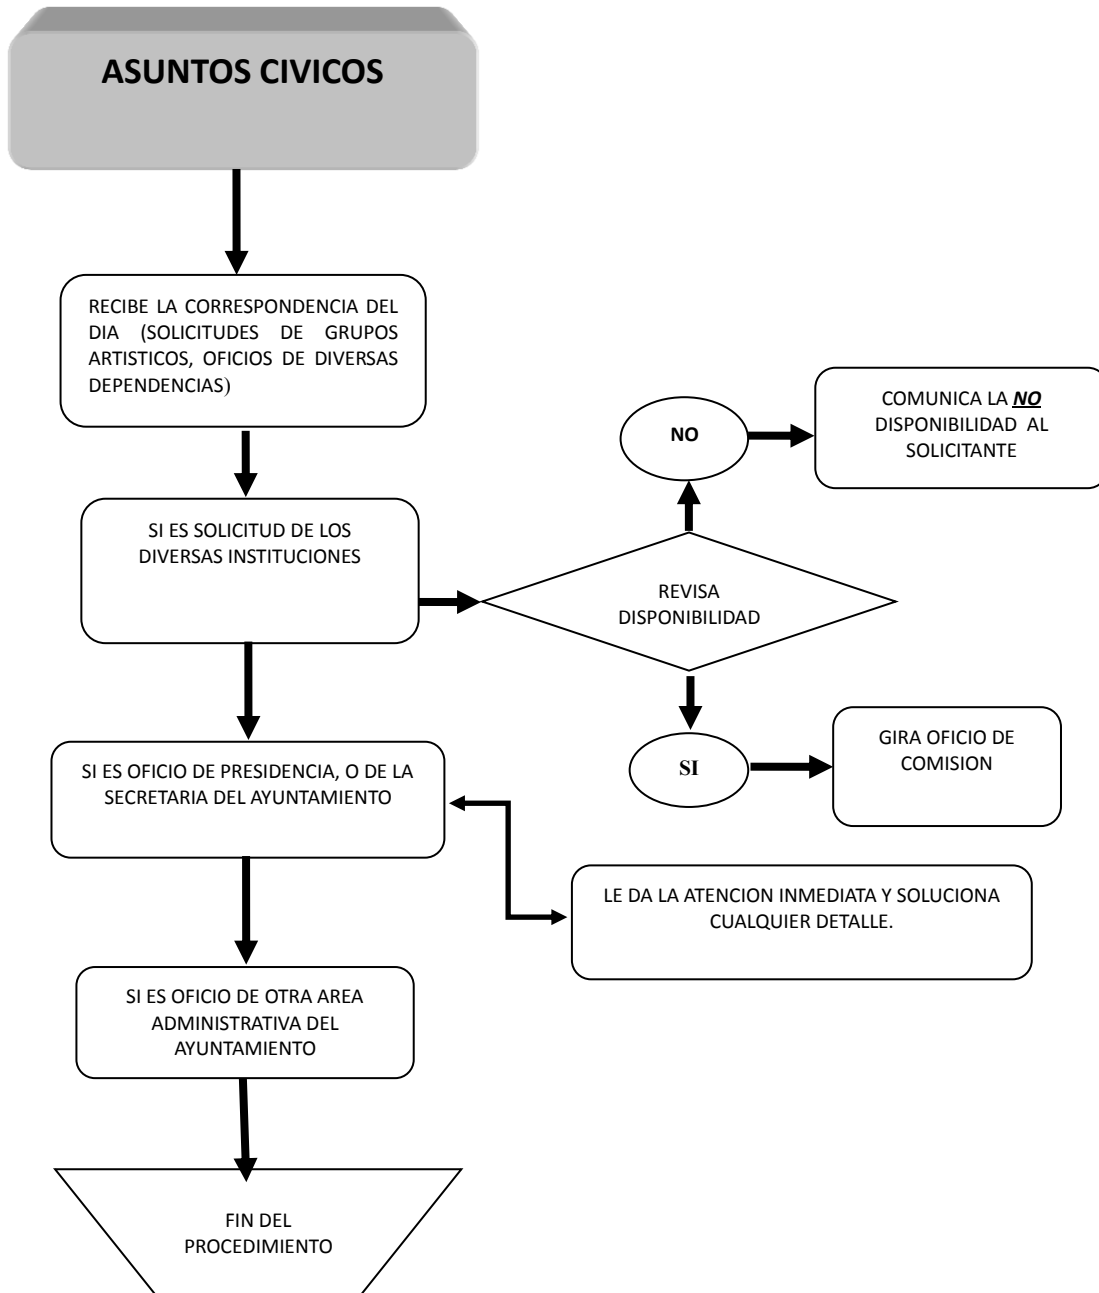 ASUNTOS CIVICOS
RECIBE LA CORRESPONDENCIA DEL
DIA (SOLICITUDES DE GRUPOS
ARTISTICOS, OFICIOS DE DIVERSAS
DEPENDENCIAS)
SI ES SOLICITUD DE LOS
DIVERSAS INSTITUCIONES
REVISA
DISPONIBILIDAD
NO
COMUNICA LA NO
DISPONIBILIDAD AL
SOLICITANTE
SI
GIRA OFICIO DE
COMISION
SI ES OFICIO DE PRESIDENCIA, O DE LA
SECRETARIA DEL AYUNTAMIENTO
LE DA LA ATENCION INMEDIATA Y SOLUCIONA
CUALQUIER DETALLE.
SI ES OFICIO DE OTRA AREA
ADMINISTRATIVA DEL
AYUNTAMIENTO
FIN DEL
PROCEDIMIENTO